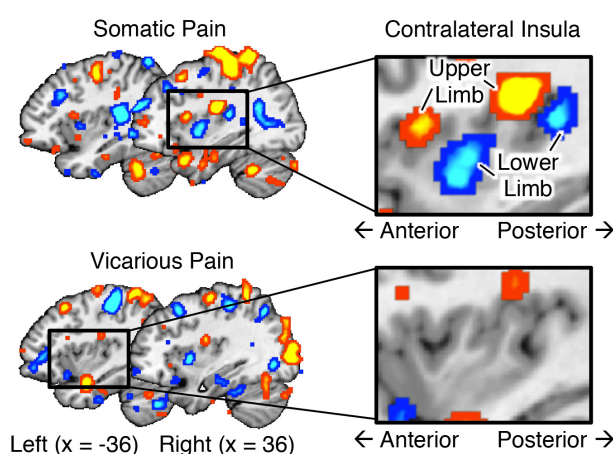 Somatic Pain
Contralateral Insula
Upper
Limb
Lower
Limb
← Anterior Posterior →
Vicarious Pain
← Anterior Posterior →
Left (x = -36) Right (x = 36)